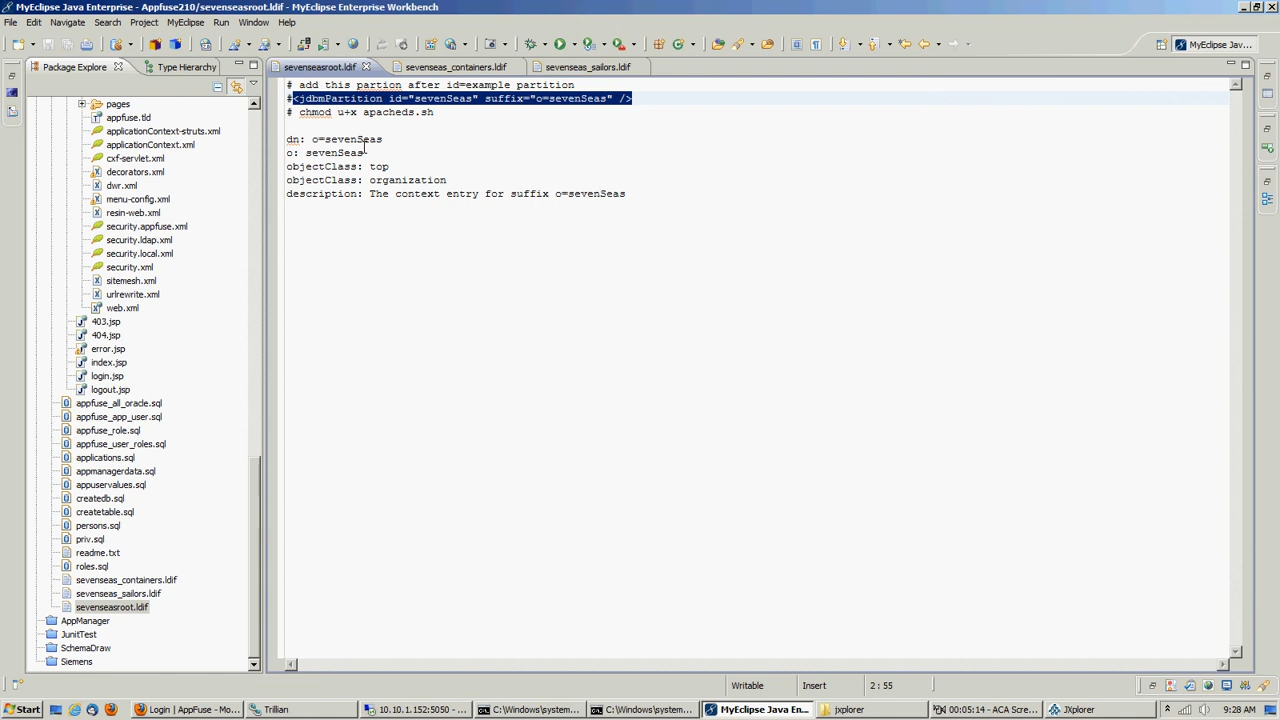 MyEclipse Java Enterprise - Appfuse210/sevenseasroot.ldif - MyEclipse Enterprise Workbench
File Edit Navigate Search Project MyEclipse Run Window Help
MyEclipse Jav...
Package Explore
Type Hierarchy
sevenseasroot.ldif
sevenseas_containers.ldif
sevenseas_sailors.ldif
pages
appfuse.tld
applicationContext-struts.xml
applicationContext.xml
cxf-servlet.xml
decorators.xml
dwr.xml
menu-config.xml
resin-web.xml
security.appfuse.xml
security.ldap.xml
security.local.xml
security.xml
sitemesh.xml
urlrewrite.xml
web.xml
403.jsp
404.jsp
error.jsp
index.jsp
login.jsp
logout.jsp
appfuse_all_oracle.sql
appfuse_app_user.sql
appfuse_role.sql
appfuse_user_roles.sql
applications.sql
appmanagerdata.sql
appuservalues.sql
createdb.sql
createtable.sql
persons.sql
priv.sql
readme.txt
roles.sql
sevenseas_containers.ldif
sevenseas_sailors.ldif
sevenseasroot.ldif
AppManager
JunitTest
SchemaDraw
Siemens
# add this partion after id=example partition
#<jdbmPartition id="sevenSeas" suffix="o=sevenSeas" />
# chmod u+x apacheds.sh
dn: o=sevenSeas
o: sevenSeas
objectClass: top
objectClass: organization
description: The context entry for suffix o=sevenSeas
Writable Insert 2 : 55
Start
Login | AppFuse - Mo...
Trillian
10.10.1.152:5050 - ...
C:\Windows\system...
C:\Windows\system...
MyEclipse Java En...
jxplorer
00:05:14 - ACA Scree...
JXplorer
9:28 AM